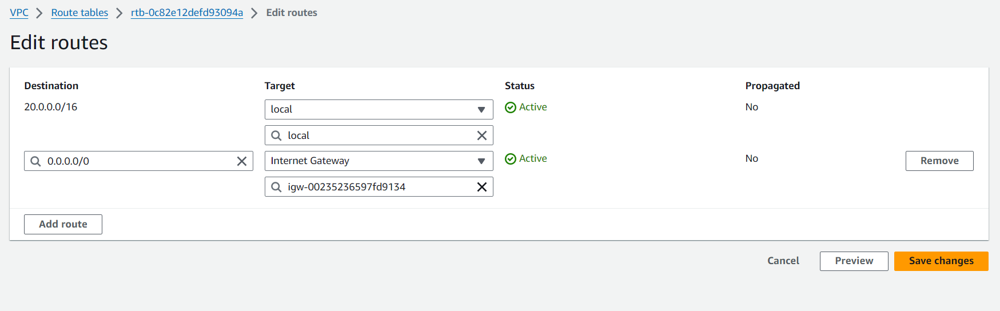 VPC > Route tables > rtb-0c82e12defd93094a > Edit routes
Edit routes
Destination Target Status Propagated
20.0.0.0/16 local Active No
local
0.0.0.0/0 Internet Gateway Active No Remove
igw-00235236597fd9134
Add route
Cancel Preview Save changes